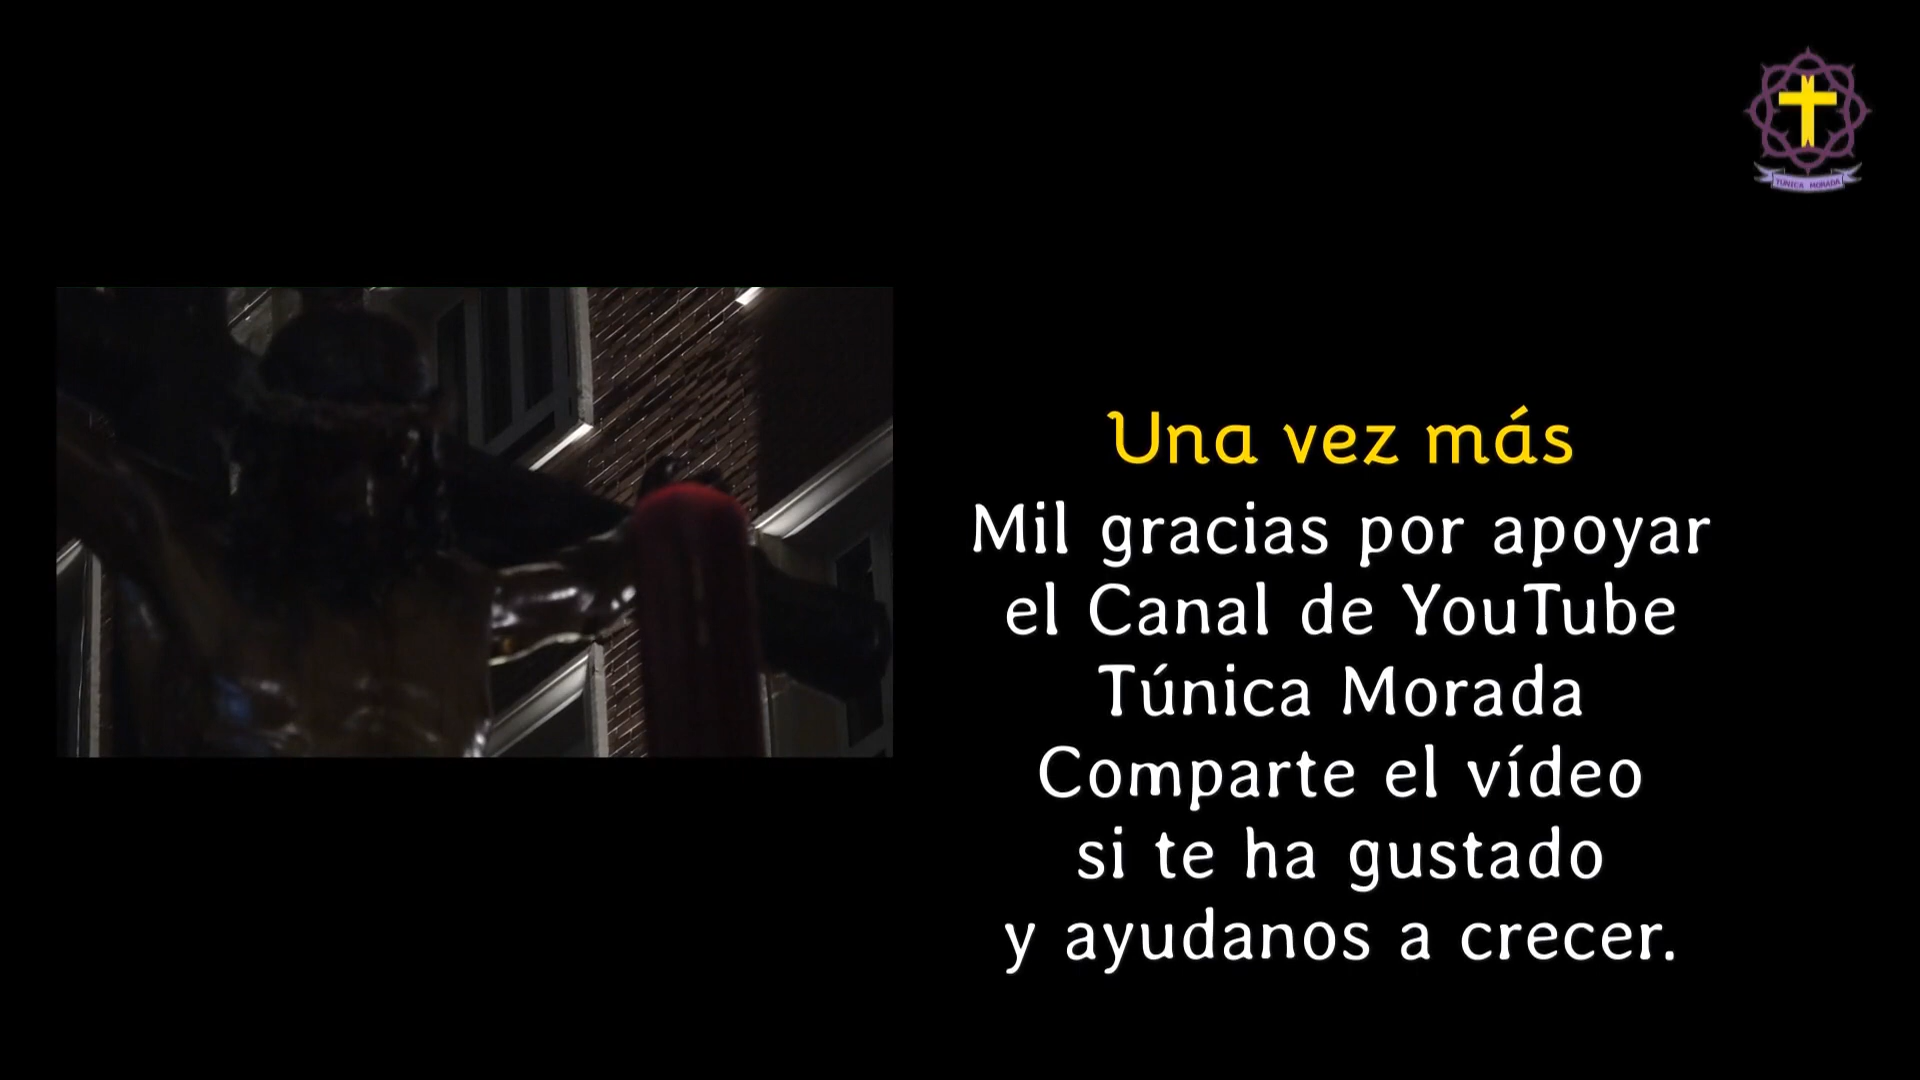 TÚNICA MORADA
Una vez más
Mil gracias por apoyar
el Canal de YouTube
Túnica Morada
Comparte el vídeo
si te ha gustado
y ayudanos a crecer.